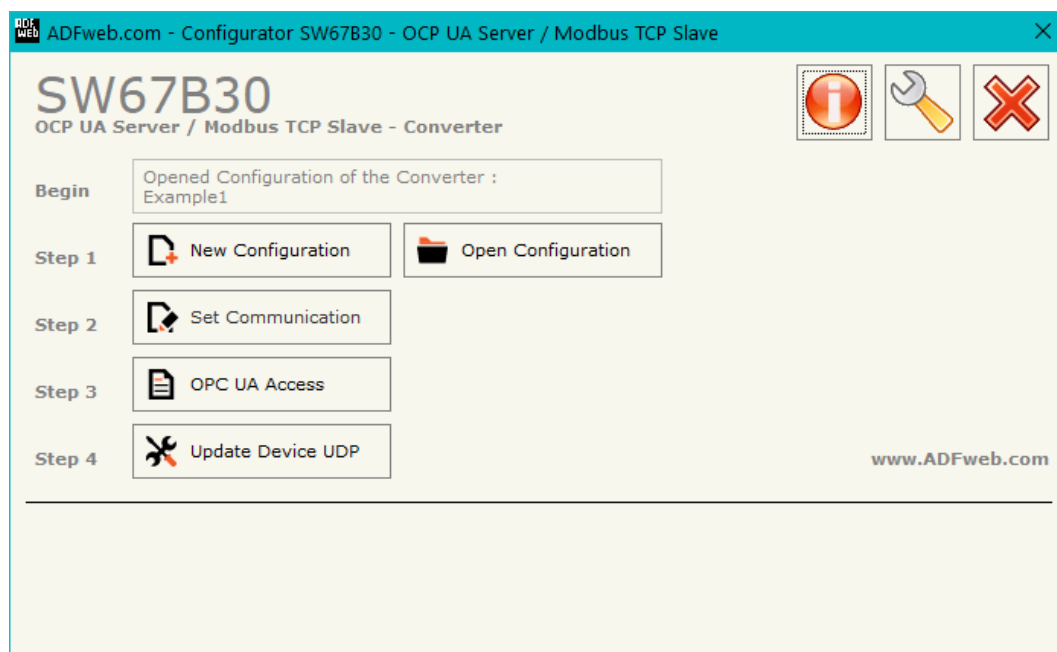 ADF
web
ADFweb.com - Configurator SW67B30 - OCP UA Server / Modbus TCP Slave
SW67B30
OCP UA Server / Modbus TCP Slave - Converter
Begin
Opened Configuration of the Converter :
Example1
Step 1
New Configuration
Open Configuration
Step 2
Set Communication
Step 3
OPC UA Access
Step 4
Update Device UDP
www.ADFweb.com